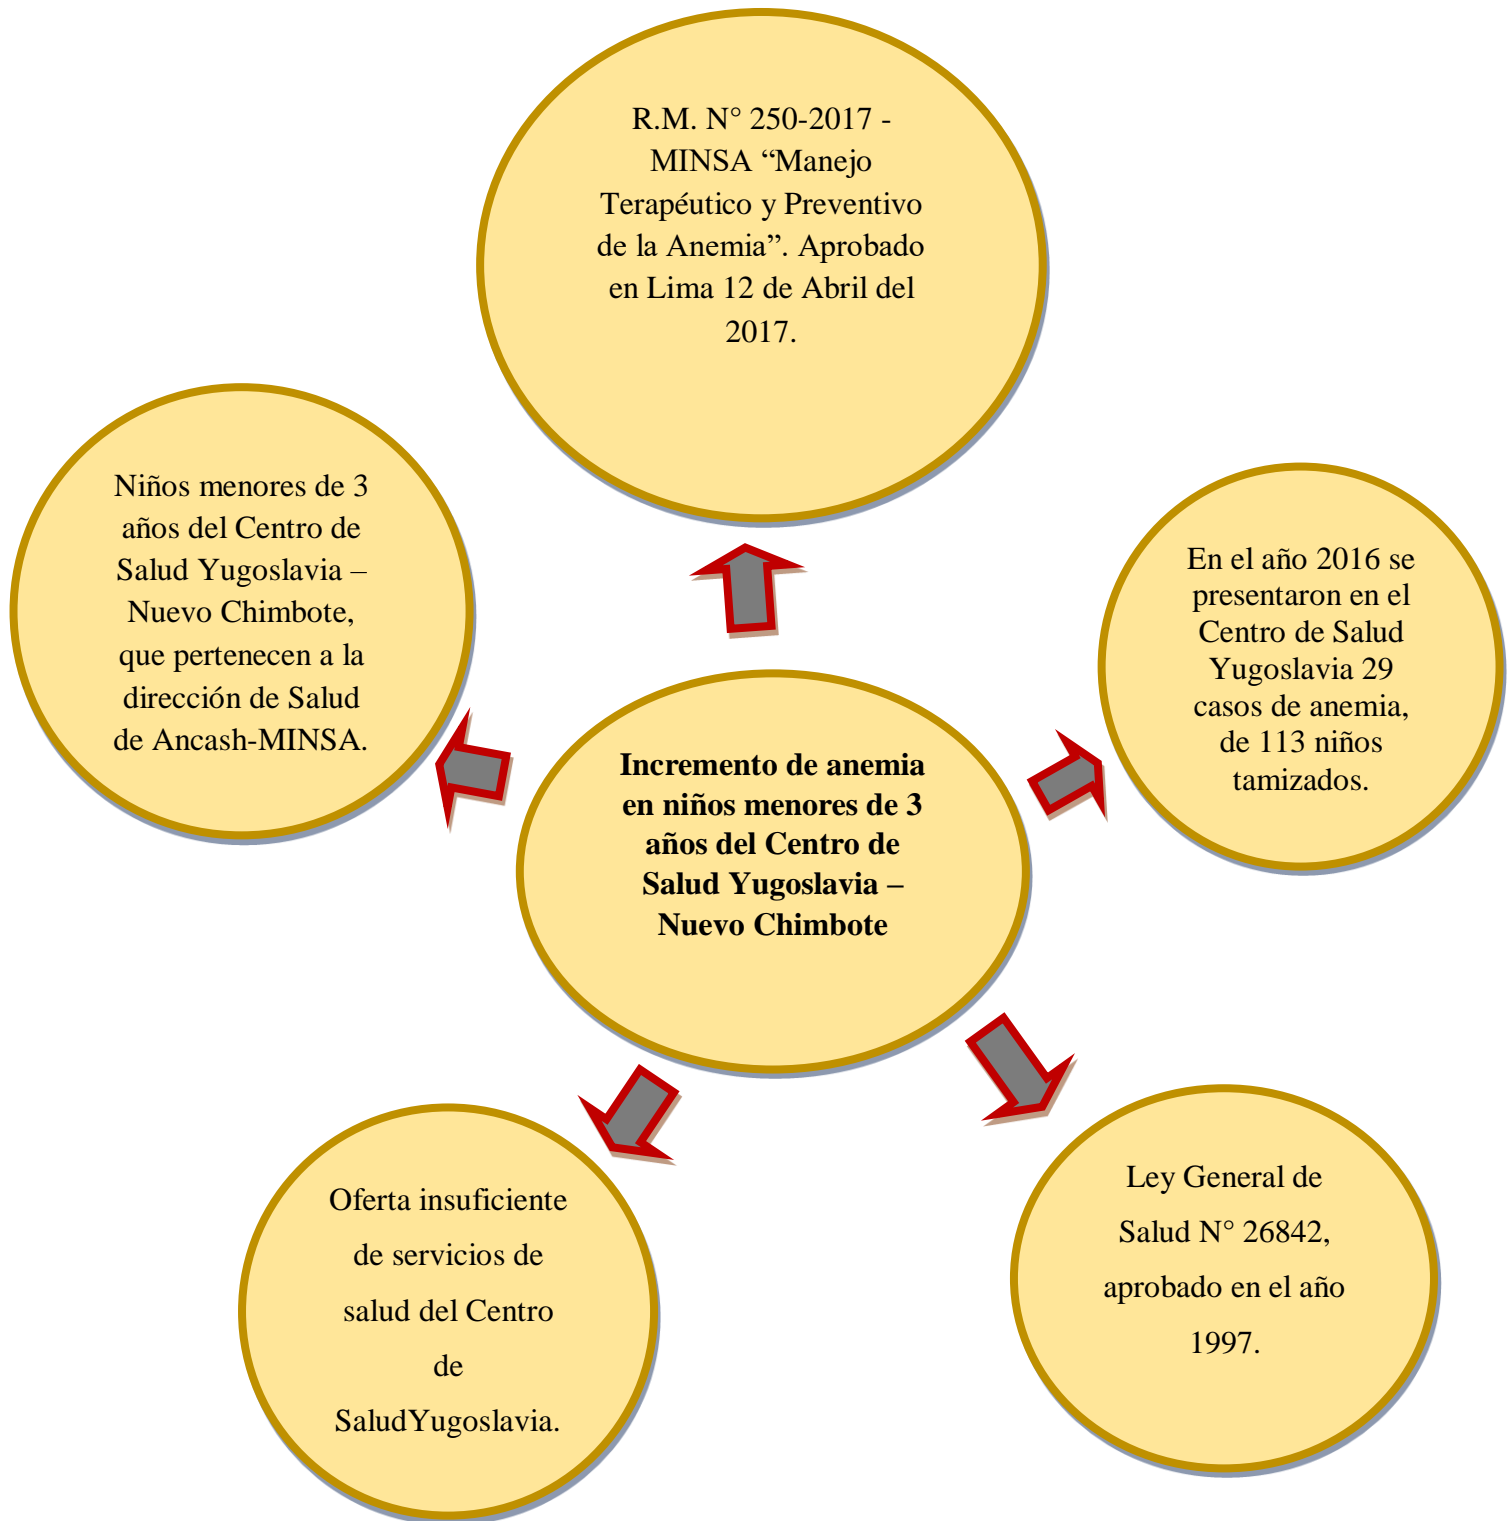 R.M. N° 250-2017 -
MINSA “Manejo
Terapéutico y Preventivo
de la Anemia”. Aprobado
en Lima 12 de Abril del
2017.
Niños menores de 3
años del Centro de
Salud Yugoslavia –
Nuevo Chimbote,
que pertenecen a la
dirección de Salud
de Ancash-MINSA.
En el año 2016 se
presentaron en el
Centro de Salud
Yugoslavia 29
casos de anemia,
de 113 niños
tamizados.
Incremento de anemia
en niños menores de 3
años del Centro de
Salud Yugoslavia –
Nuevo Chimbote
Oferta insuficiente
de servicios de
salud del Centro
de
SaludYugoslavia.
Ley General de
Salud N° 26842,
aprobado en el año
1997.